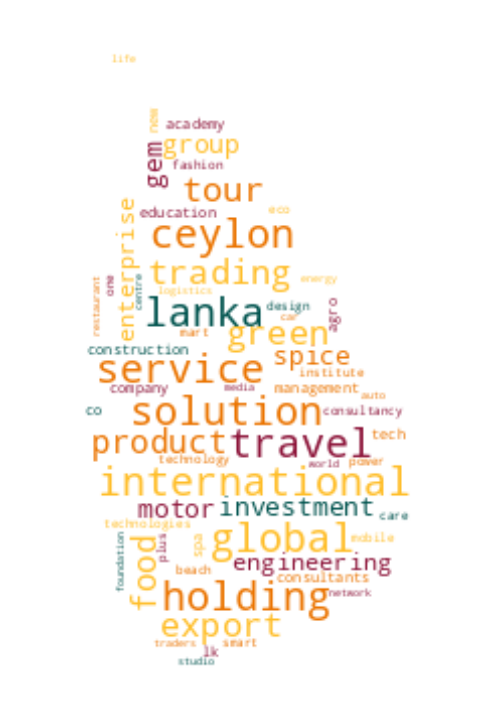 life
new
academy
group
gem
fashion
tour
education
eco
enterprise
ceylon
trading
energy
restaurant
one
centre
logistics
lanka
design
agro
car
mart
green
construction
spice
service
institute
company
media
management
auto
co
solution
consultancy
product
travel
tech
technology
world
power
international
motor
investment
care
technologies
global
mobile
foundation
food
plus
spa
engineering
beach
consultants
holding
network
export
traders
smart
lk
studio